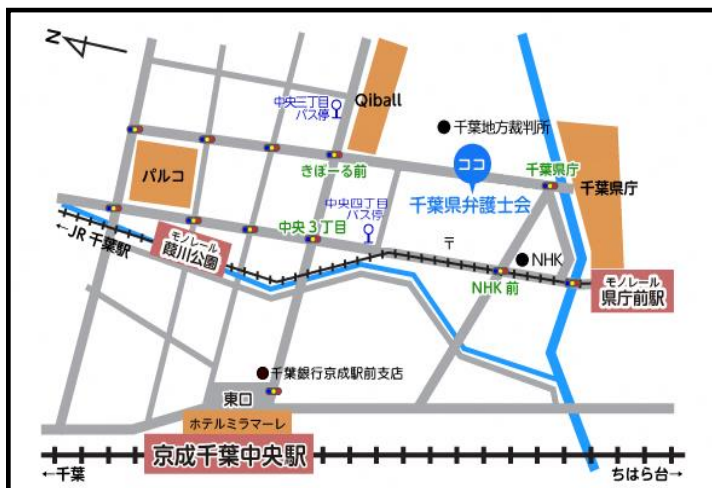 N
中央三丁目
バス停
Qiball
千葉地方裁判所
ココ
パルコ
きぼーる前
千葉県庁
千葉県庁
千葉県弁護士会
中央四丁目
バス停
中央3丁目
←JR 千葉駅
モノレール
葭川公園
〒
NHK
NHK 前
モノレール
県庁前駅
千葉銀行京成駅前支店
東口
ホテルミラマーレ
京成千葉中央駅
←千葉
ちはら台→